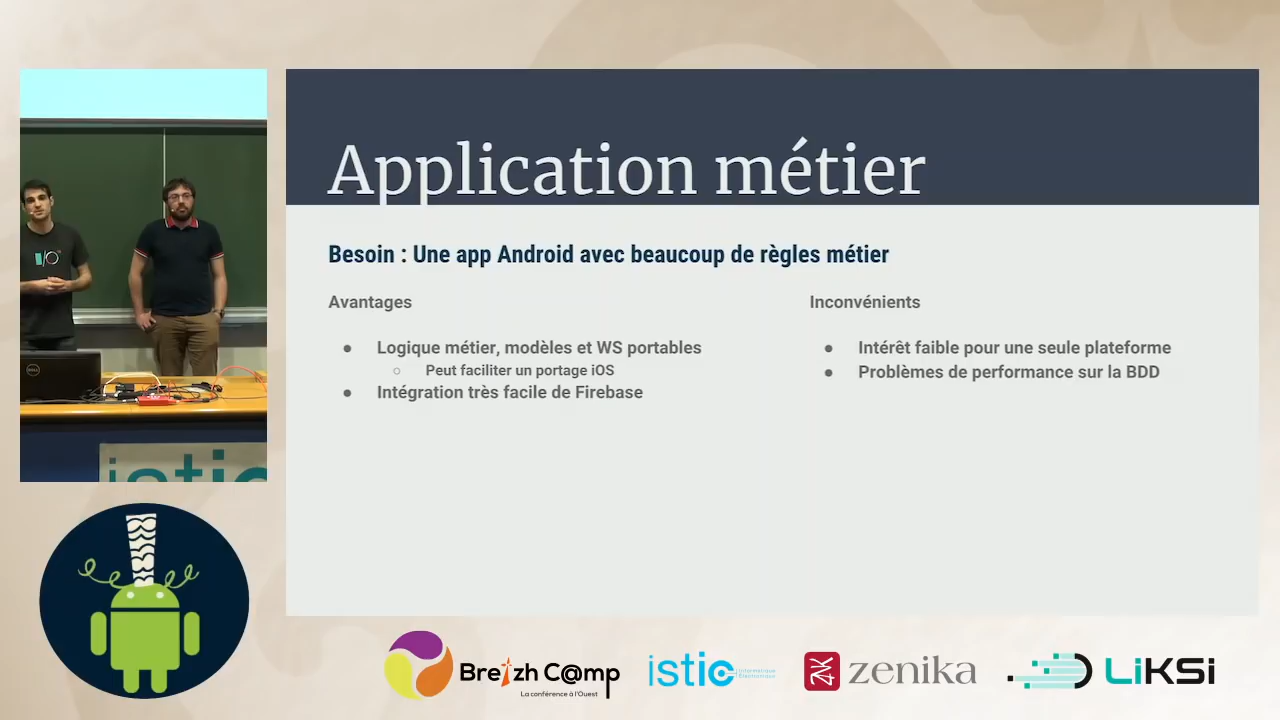 Application métier
Besoin : Une app Android avec beaucoup de règles métier
Avantages
● Logique métier, modèles et WS portables
○ Peut faciliter un portage iOS
● Intégration très facile de Firebase
Inconvénients
● Intérêt faible pour une seule plateforme
● Problèmes de performance sur la BDD
I/O
DELL
istic
Breizh C@mp
La conférence à l'Ouest
istic
zenika
LiKSi